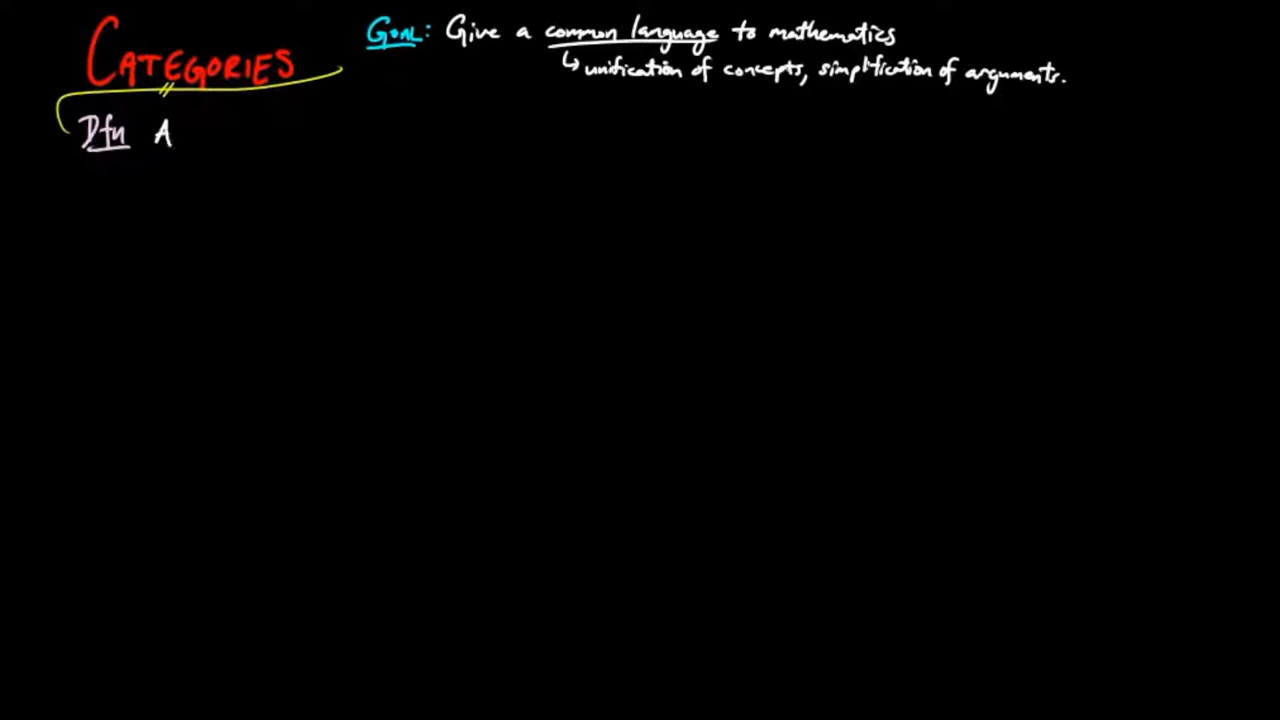 CATEGORIES
GOAL: Give a common language to mathematics
↳ unification of concepts, simplification of arguments.
Dfn A